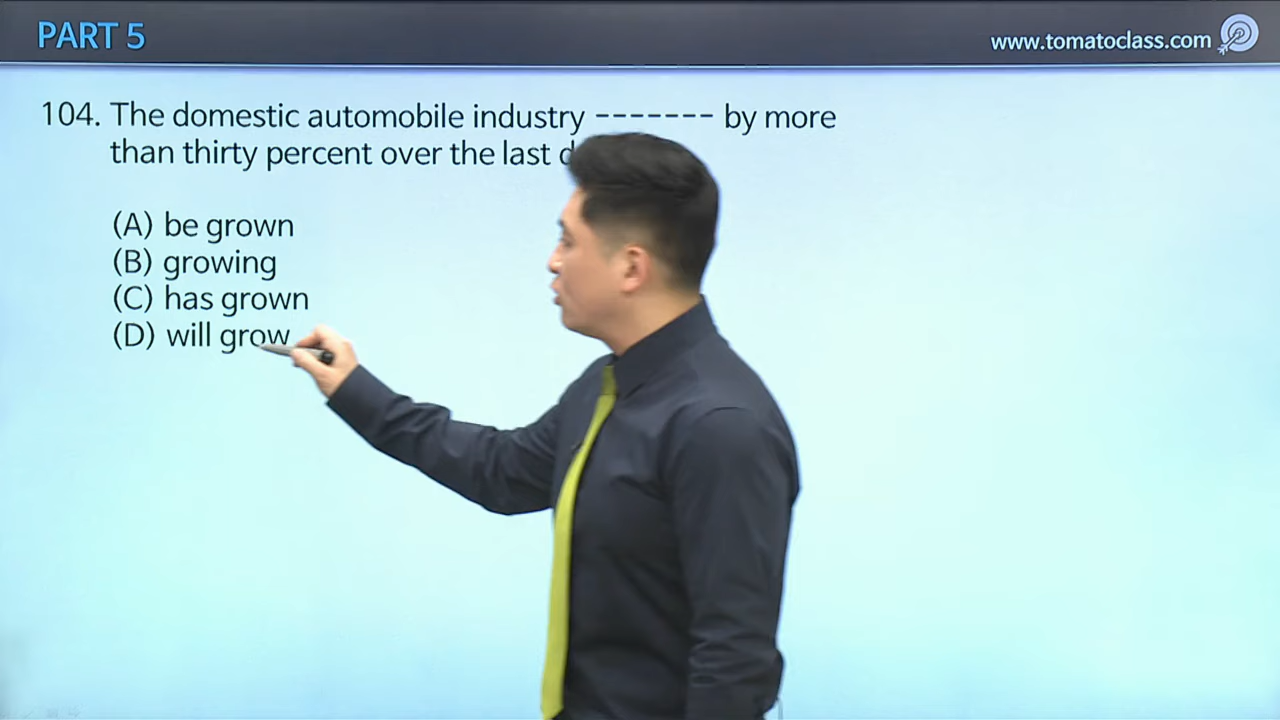 PART 5
www.tomatoclass.com
104. The domestic automobile industry ------- by more
than thirty percent over the last
(A) be grown
(B) growing
(C) has grown
(D) will grow